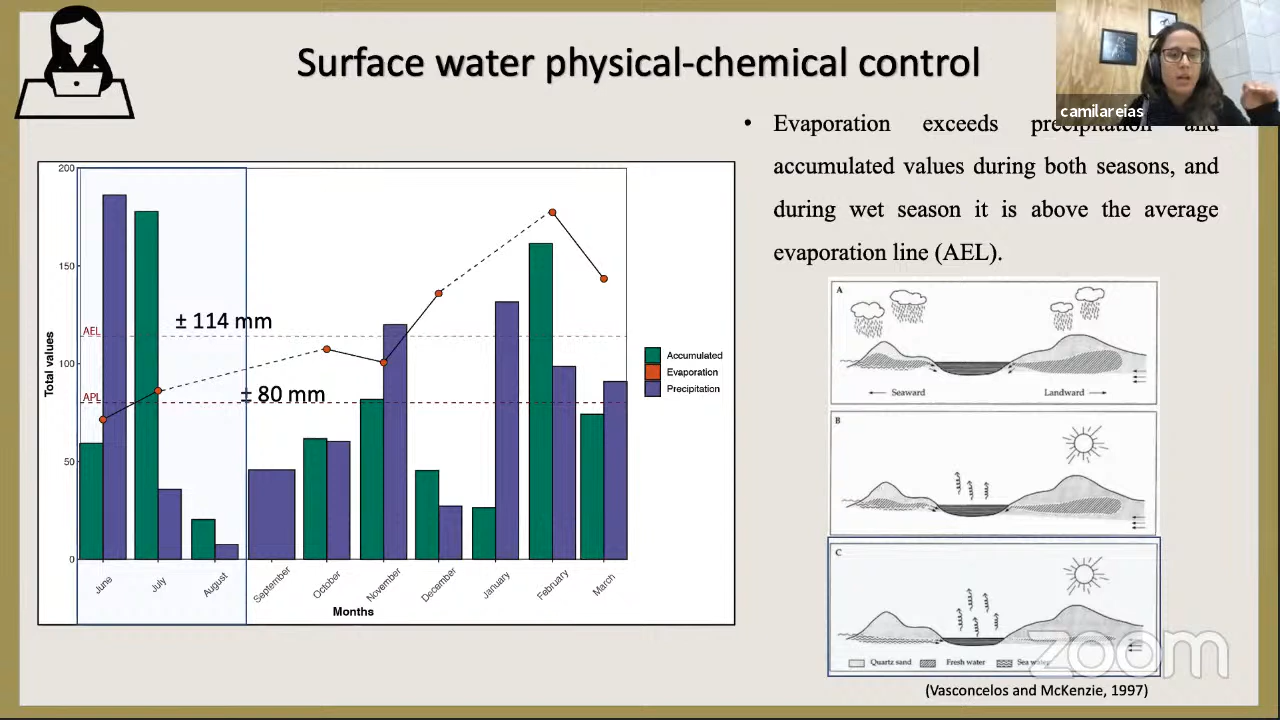 Surface water physical-chemical control
camilareias
• Evaporation exceeds precipitation and
accumulated values during both seasons, and
during wet season it is above the average
evaporation line (AEL).
200
150
100
50
0
Total values
AEL
± 114 mm
APL
± 80 mm
Accumulated
Evaporation
Precipitation
June
July
August
September
October
November
December
January
February
March
Months
A
Seaward
Landward
B
C
Quartz sand
Fresh water
Sea water
zoom
(Vasconcelos and McKenzie, 1997)